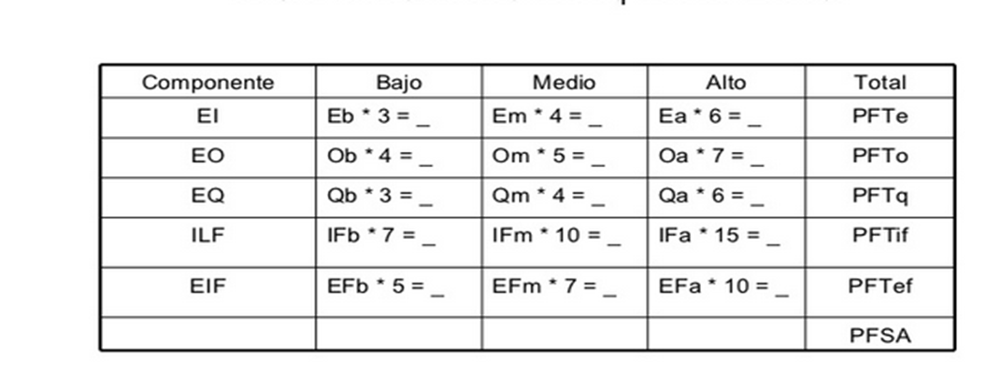 Componente Bajo Medio Alto Total
EI Eb * 3 = _ Em * 4 = _ Ea * 6 = _ PFTe
EO Ob * 4 = _ Om * 5 = _ Oa * 7 = _ PFTo
EQ Qb * 3 = _ Qm * 4 = _ Qa * 6 = _ PFTq
ILF IFb * 7 = _ IFm * 10 = _ IFa * 15 = _ PFTif
EIF EFb * 5 = _ EFm * 7 = _ EFa * 10 = _ PFTef
PFSA